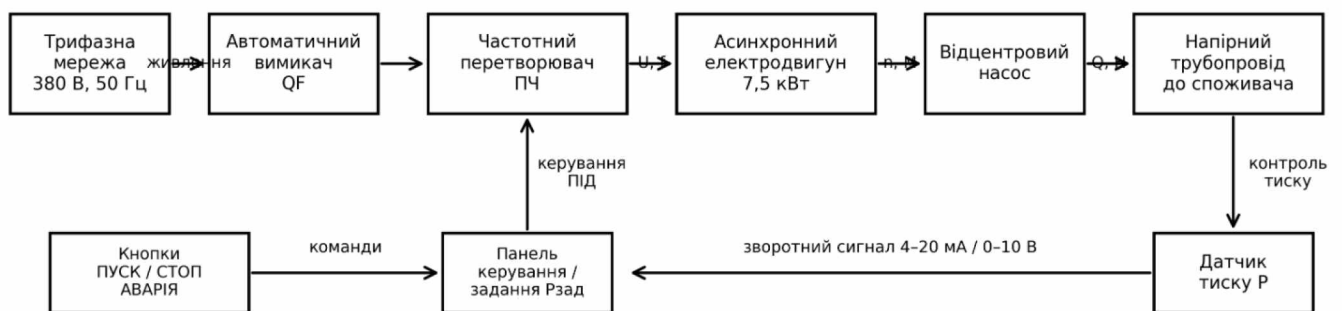 Трифазна
мережа
380 В, 50 Гц
живлення
Автоматичний
вимикач
QF
Частотний
перетворювач
ПЧ
U,
Асинхронний
електродвигун
7,5 кВт
n,
Відцентровий
насос
Q,
Напірний
трубопровід
до споживача
керування
ПІД
контроль
тиску
Кнопки
ПУСК / СТОП
АВАРІЯ
команди
Панель
керування /
задання Pзад
зворотний сигнал 4–20 мА / 0–10 В
Датчик
тиску P